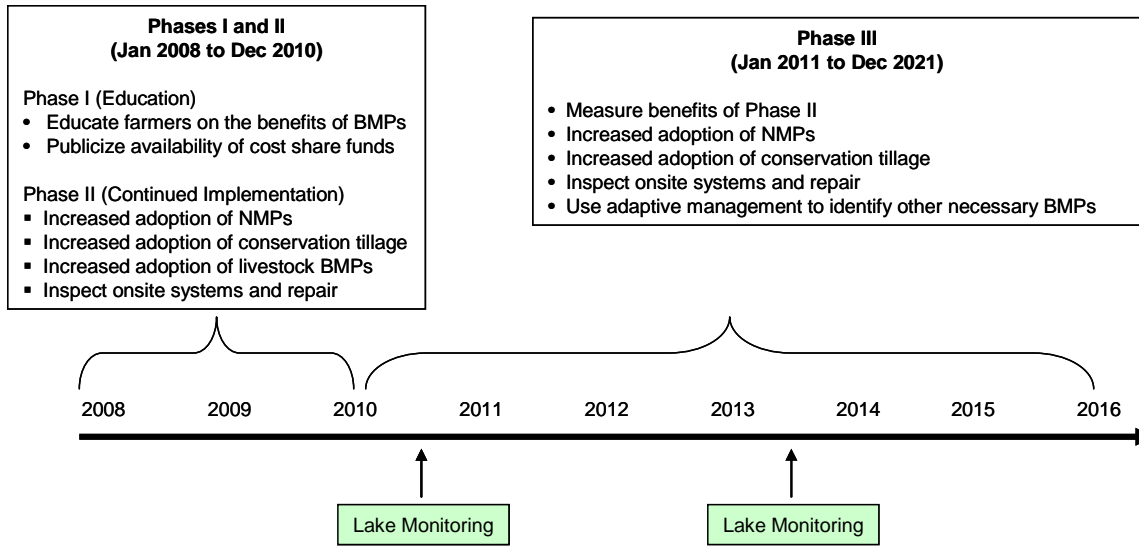 Phases I and II
(Jan 2008 to Dec 2010)
Phase I (Education)
• Educate farmers on the benefits of BMPs
• Publicize availability of cost share funds
Phase II (Continued Implementation)
▪ Increased adoption of NMPs
▪ Increased adoption of conservation tillage
▪ Increased adoption of livestock BMPs
▪ Inspect onsite systems and repair
Phase III
(Jan 2011 to Dec 2021)
• Measure benefits of Phase II
• Increased adoption of NMPs
• Increased adoption of conservation tillage
• Inspect onsite systems and repair
• Use adaptive management to identify other necessary BMPs
2008 2009 2010 2011 2012 2013 2014 2015 2016
Lake Monitoring Lake Monitoring